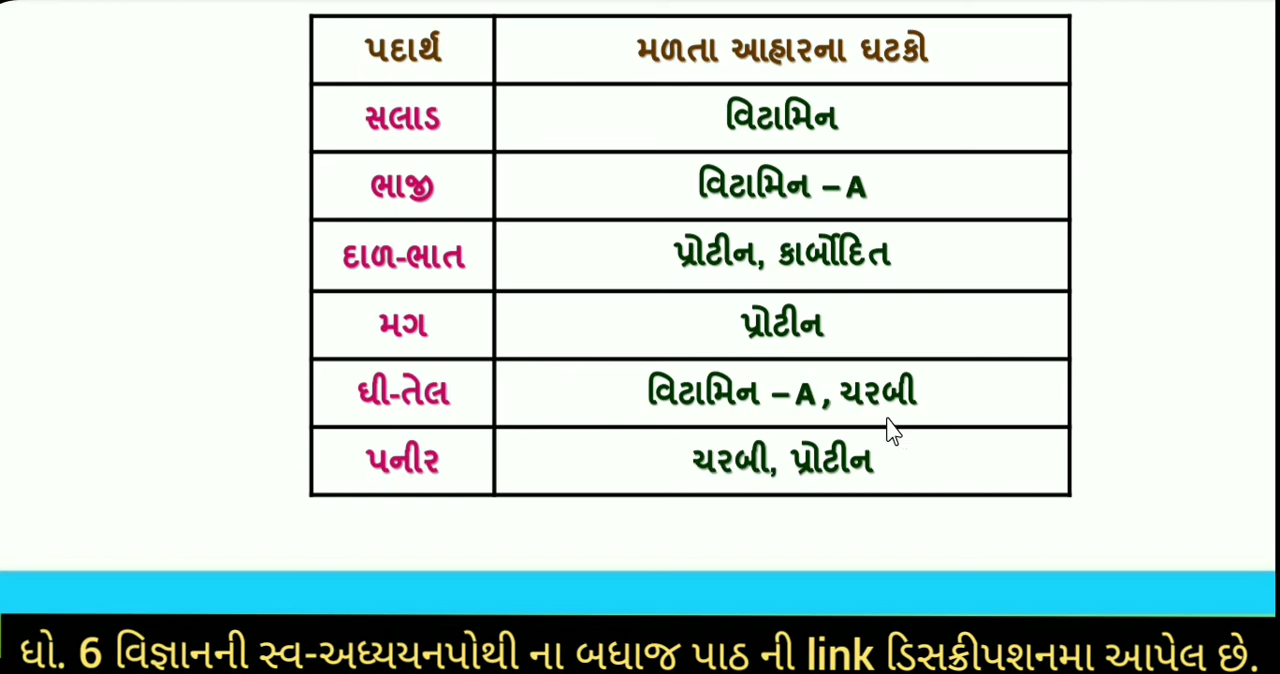 પદાર્થ મળતા આહારના ઘટકો
સલાડ વિટામિન
ભાજી વિટામિન – A
દાળ-ભાત પ્રોટીન, કાર્બોદિત
મગ પ્રોટીન
ઘી-તેલ વિટામિન – A , ચરબી
પનીર ચરબી, પ્રોટીન
ધો. 6 વિજ્ઞાનની સ્વ-અધ્યયનપોથી ના બધાજ પાઠ ની link ડિસક્રીપશનમા આપેલ છે.